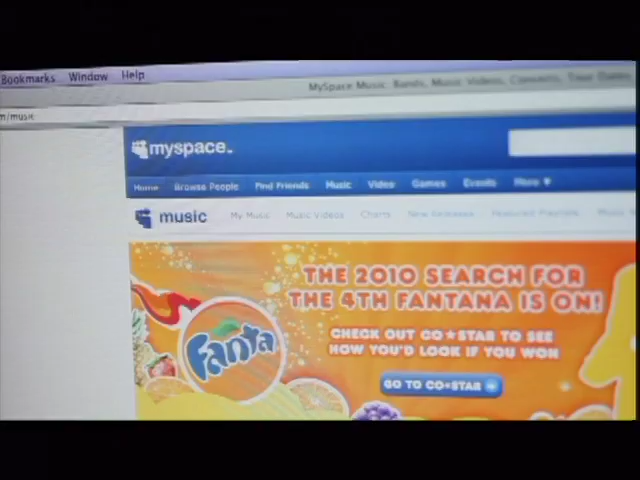 Bookmarks Window Help
MySpace Music: Bands, Music Videos, Concerts, Tour Dates
m/music
myspace.
Home Browse People Find Friends Music Video Games Events More
music My Music Music Videos Charts New Releases Featured Playlists
THE 2010 SEARCH FOR
THE 4TH FANTANA IS ON!
Fanta
CHECK OUT CO★STAR TO SEE
HOW YOU'D LOOK IF YOU WON
GO TO CO★STAR